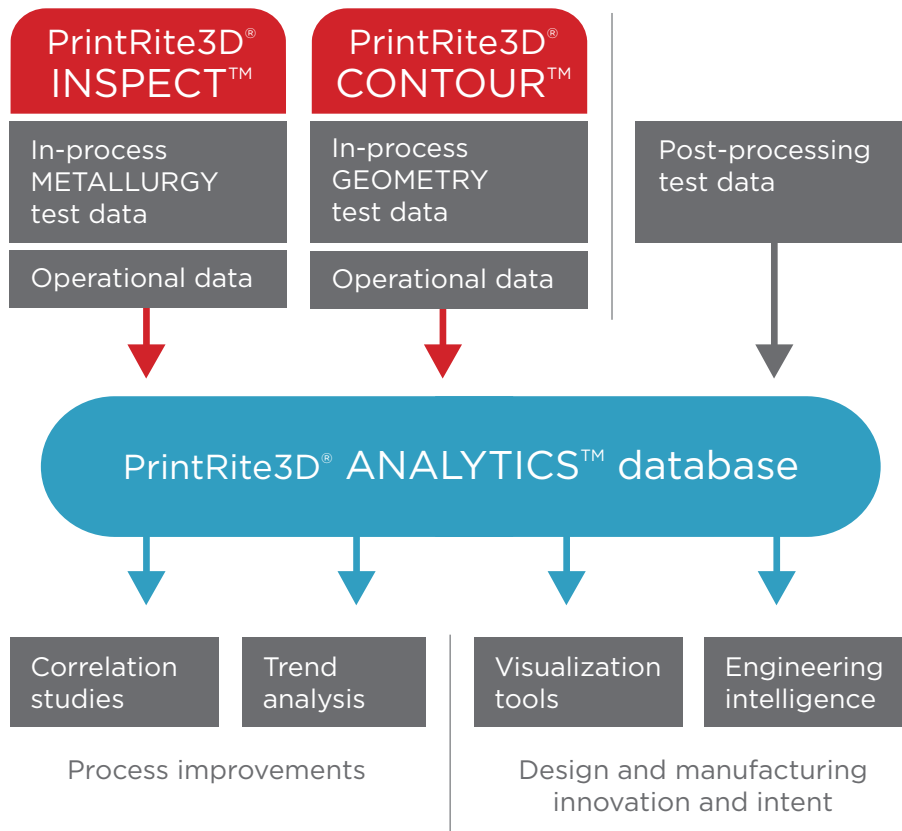 PrintRite3D®
INSPECT™
In-process
METALLURGY
test data
Operational data
PrintRite3D®
CONTOUR™
In-process
GEOMETRY
test data
Operational data
Post-processing
test data
PrintRite3D® ANALYTICS™ database
Correlation
studies
Trend
analysis
Process improvements
Visualization
tools
Engineering
intelligence
Design and manufacturing
innovation and intent